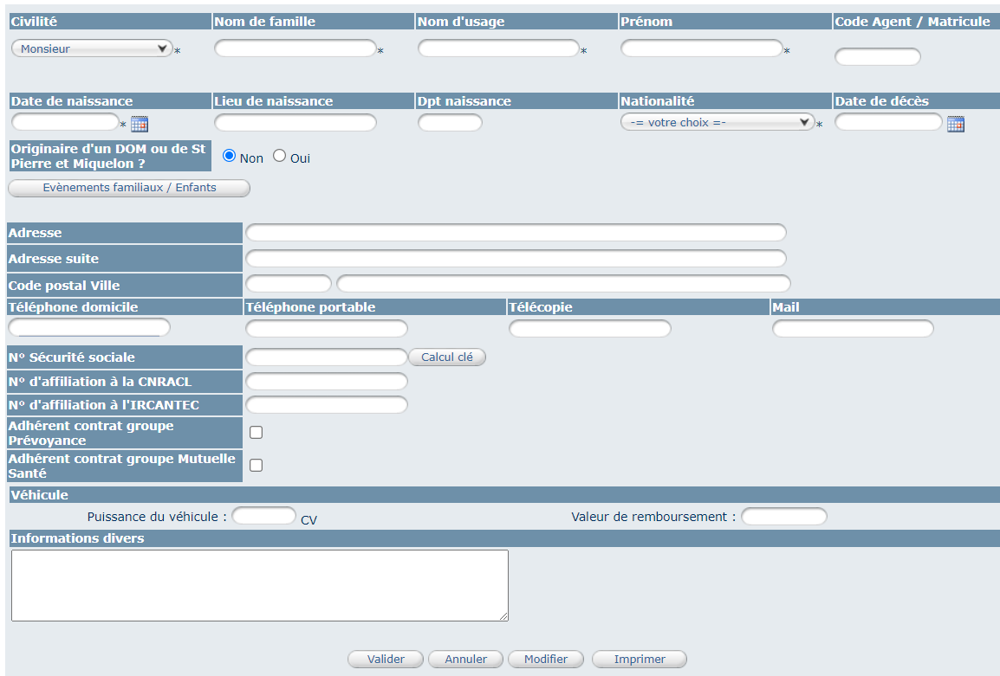 Civilité Nom de famille Nom d'usage Prénom Code Agent / Matricule
Monsieur * * * *
Date de naissance Lieu de naissance Dpt naissance Nationalité Date de décès
* -= votre choix =- *
Originaire d'un DOM ou de St
Pierre et Miquelon ?
Non Oui
Evènements familiaux / Enfants
Adresse
Adresse suite
Code postal Ville
Téléphone domicile Téléphone portable Télécopie Mail
N° Sécurité sociale Calcul clé
N° d'affiliation à la CNRACL
N° d'affiliation à l'IRCANTEC
Adhérent contrat groupe
Prévoyance
Adhérent contrat groupe Mutuelle
Santé
Véhicule
Puissance du véhicule : CV Valeur de remboursement :
Informations divers
Valider Annuler Modifier Imprimer